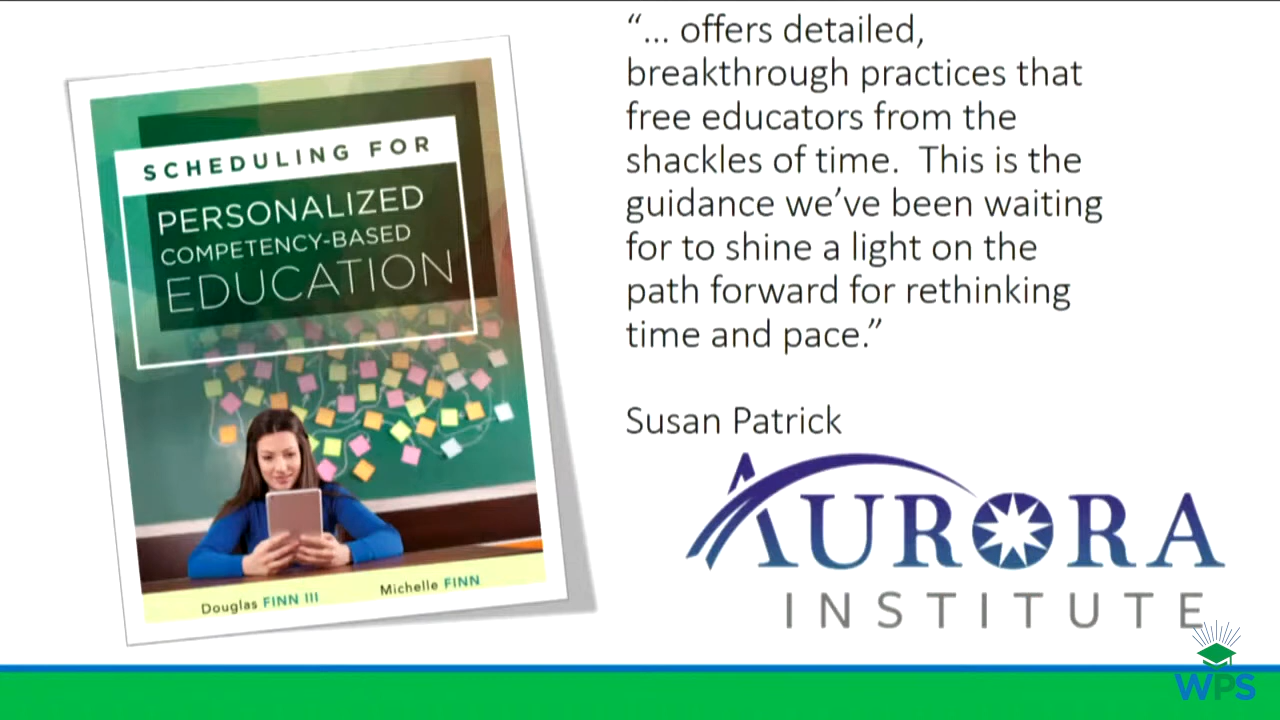 SCHEDULING FOR
PERSONALIZED
COMPETENCY-BASED
EDUCATION
Douglas FINN III
Michelle FINN
“... offers detailed,
breakthrough practices that
free educators from the
shackles of time.  This is the
guidance we’ve been waiting
for to shine a light on the
path forward for rethinking
time and pace.”
Susan Patrick
AURORA
INSTITUTE
WPS